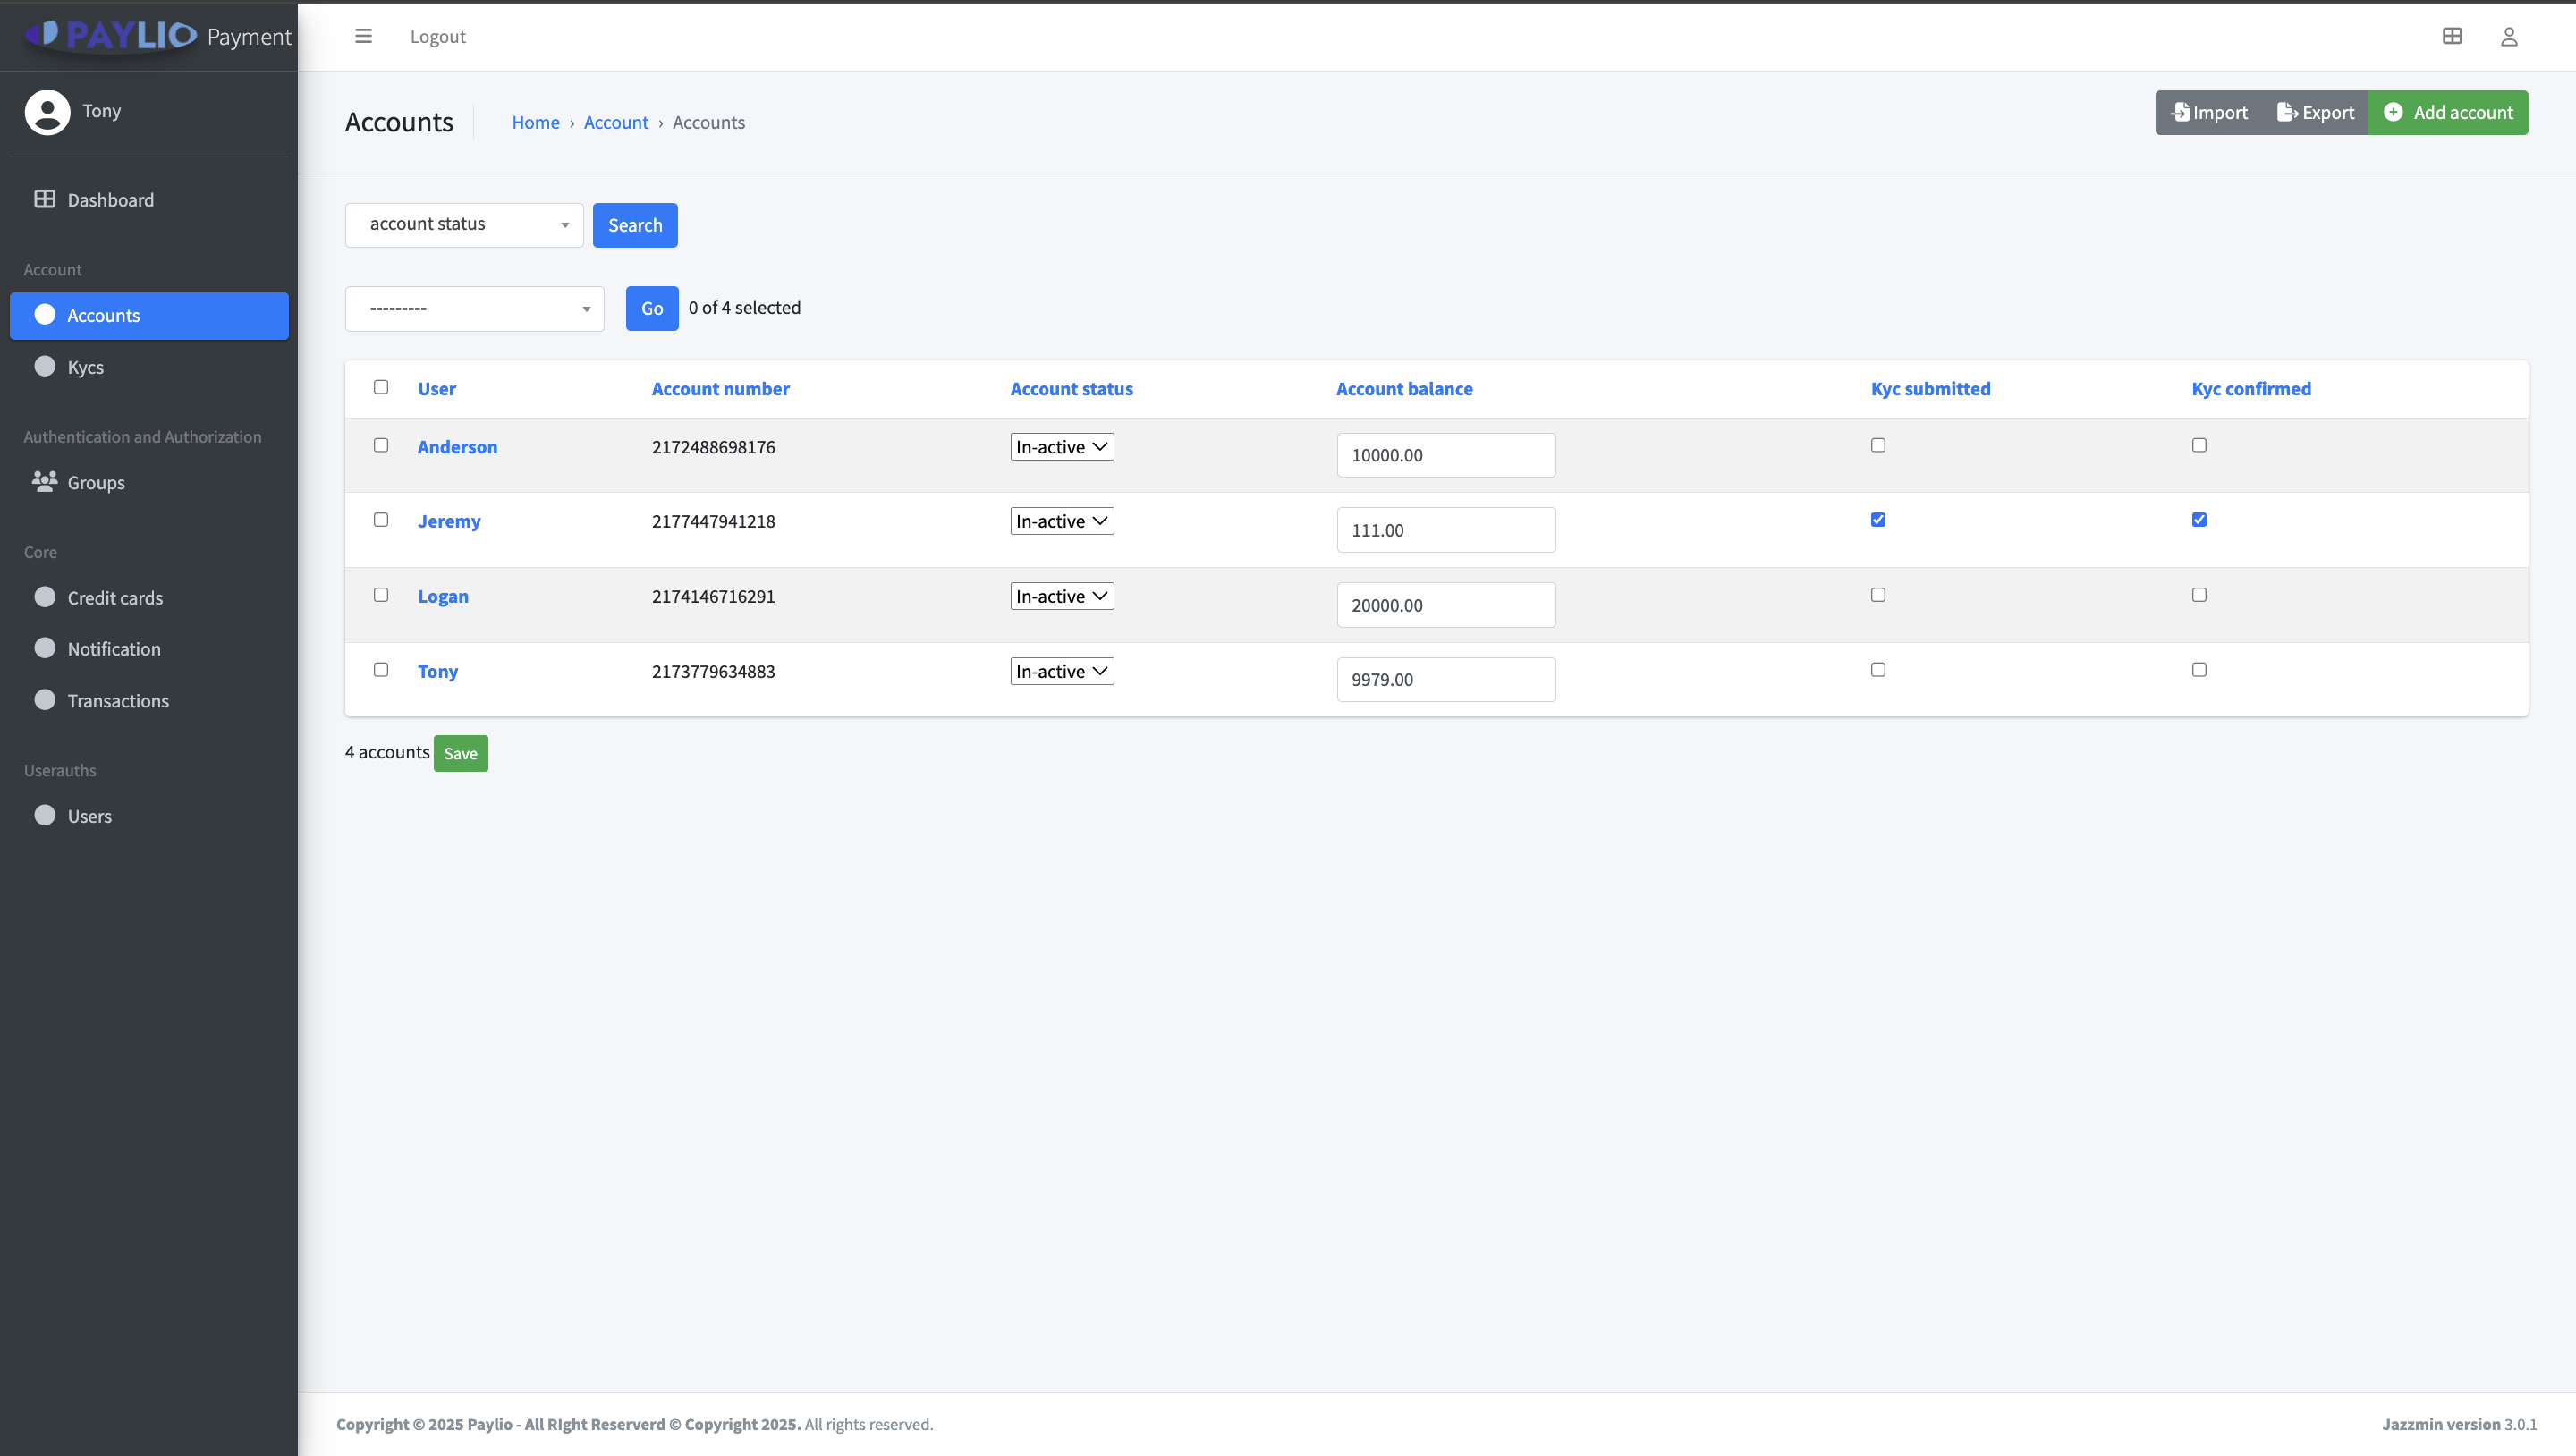 PAYLIO Payment
Logout
Tony
Accounts
Home › Account › Accounts
Import
Export
Add account
Dashboard
account status
Search
Account
---------
Go
0 of 4 selected
Accounts
Kycs
User Account number Account status Account balance Kyc submitted Kyc confirmed
Authentication and Authorization
Anderson 2172488698176 In-active 10000.00
Groups
Jeremy 2177447941218 In-active 111.00
Core
Credit cards
Logan 2174146716291 In-active 20000.00
Notification
Tony 2173779634883 In-active 9979.00
Transactions
4 accounts Save
Userauths
Users
Copyright © 2025 Paylio - All RIght Reserverd © Copyright 2025. All rights reserved.
Jazzmin version 3.0.1